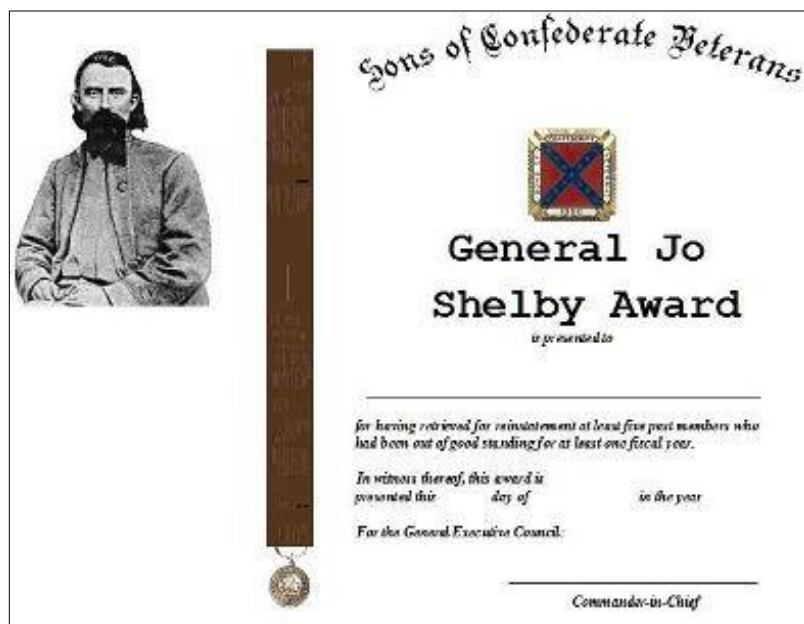 Sons of Confederate Veterans
General Jo
Shelby Award
is presented to
for having retrieved for reinstatement at least five past members who
had been out of good standing for at least one fiscal year.
In witness thereof, this award is
presented this day of in the year
For the General Executive Council:
Commander-in-Chief